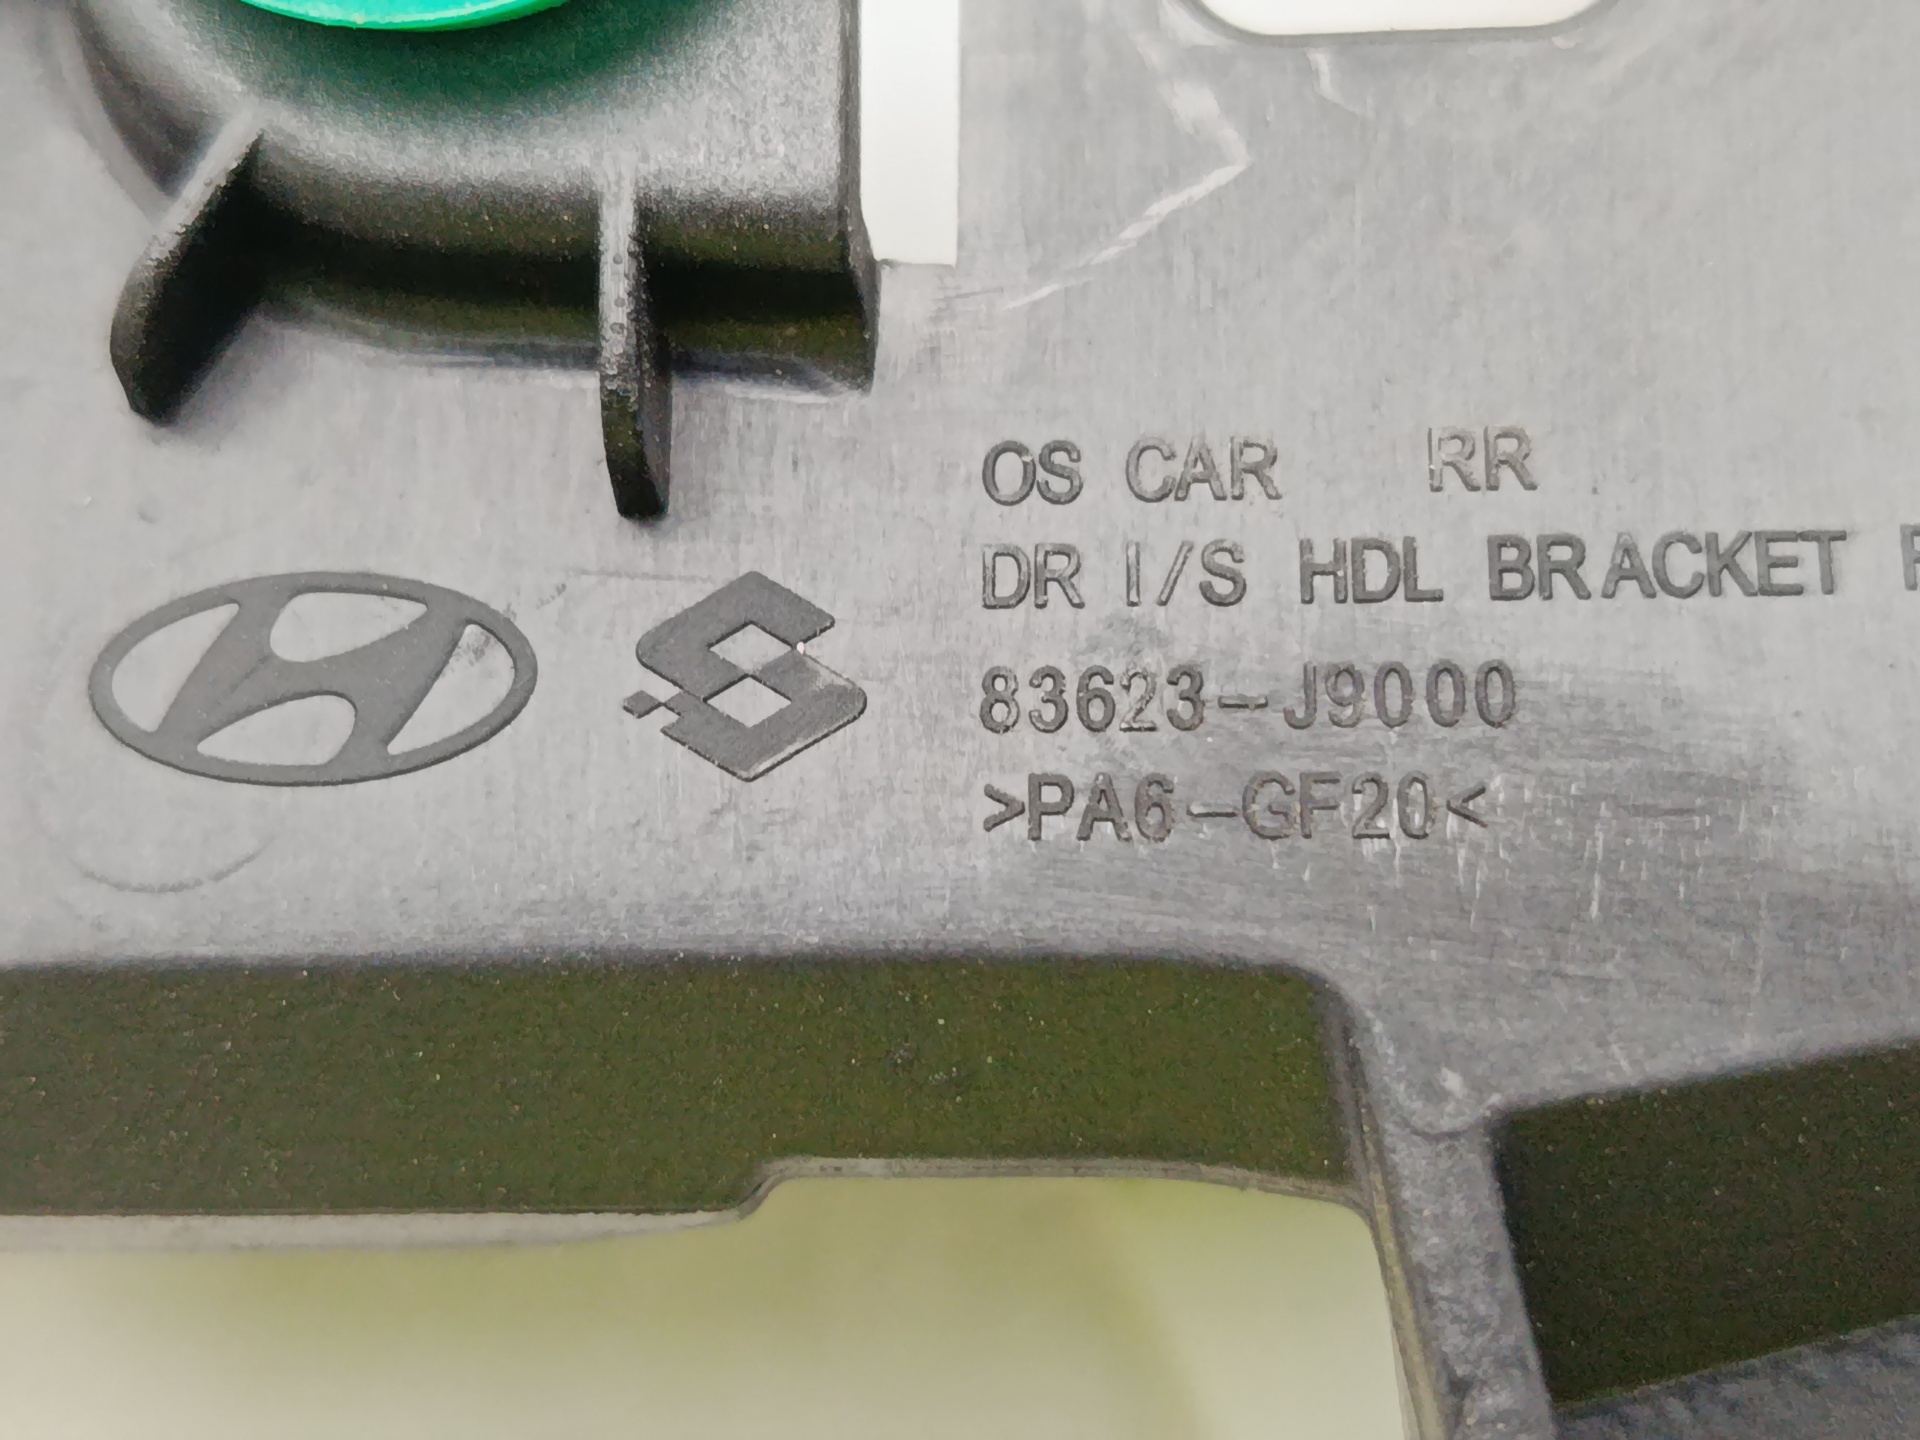 OS CAR RR
DR I/S HDL BRACKET
83623-J9000
>PA6-GF20<